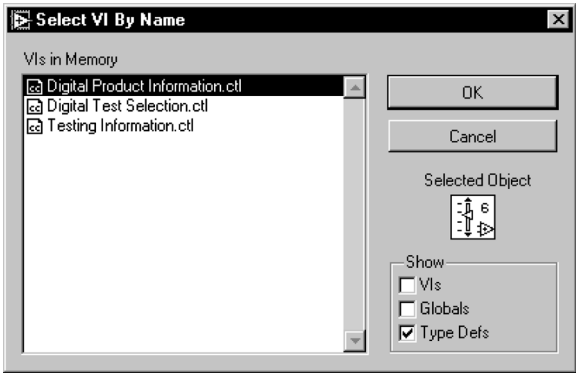 Select VI By Name
VIs in Memory
Digital Product Information.ctl
Digital Test Selection.ctl
Testing Information.ctl
OK
Cancel
Selected Object
6
Show
VIs
Globals
Type Defs